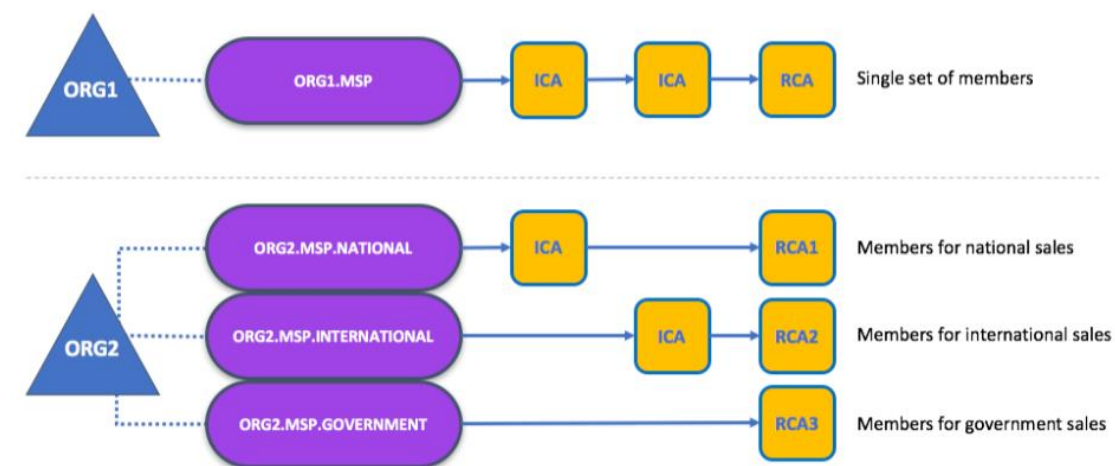 ORG1
ORG1.MSP
ICA
ICA
RCA
Single set of members
ORG2
ORG2.MSP.NATIONAL
ICA
RCA1
Members for national sales
ORG2.MSP.INTERNATIONAL
ICA
RCA2
Members for international sales
ORG2.MSP.GOVERNMENT
RCA3
Members for government sales